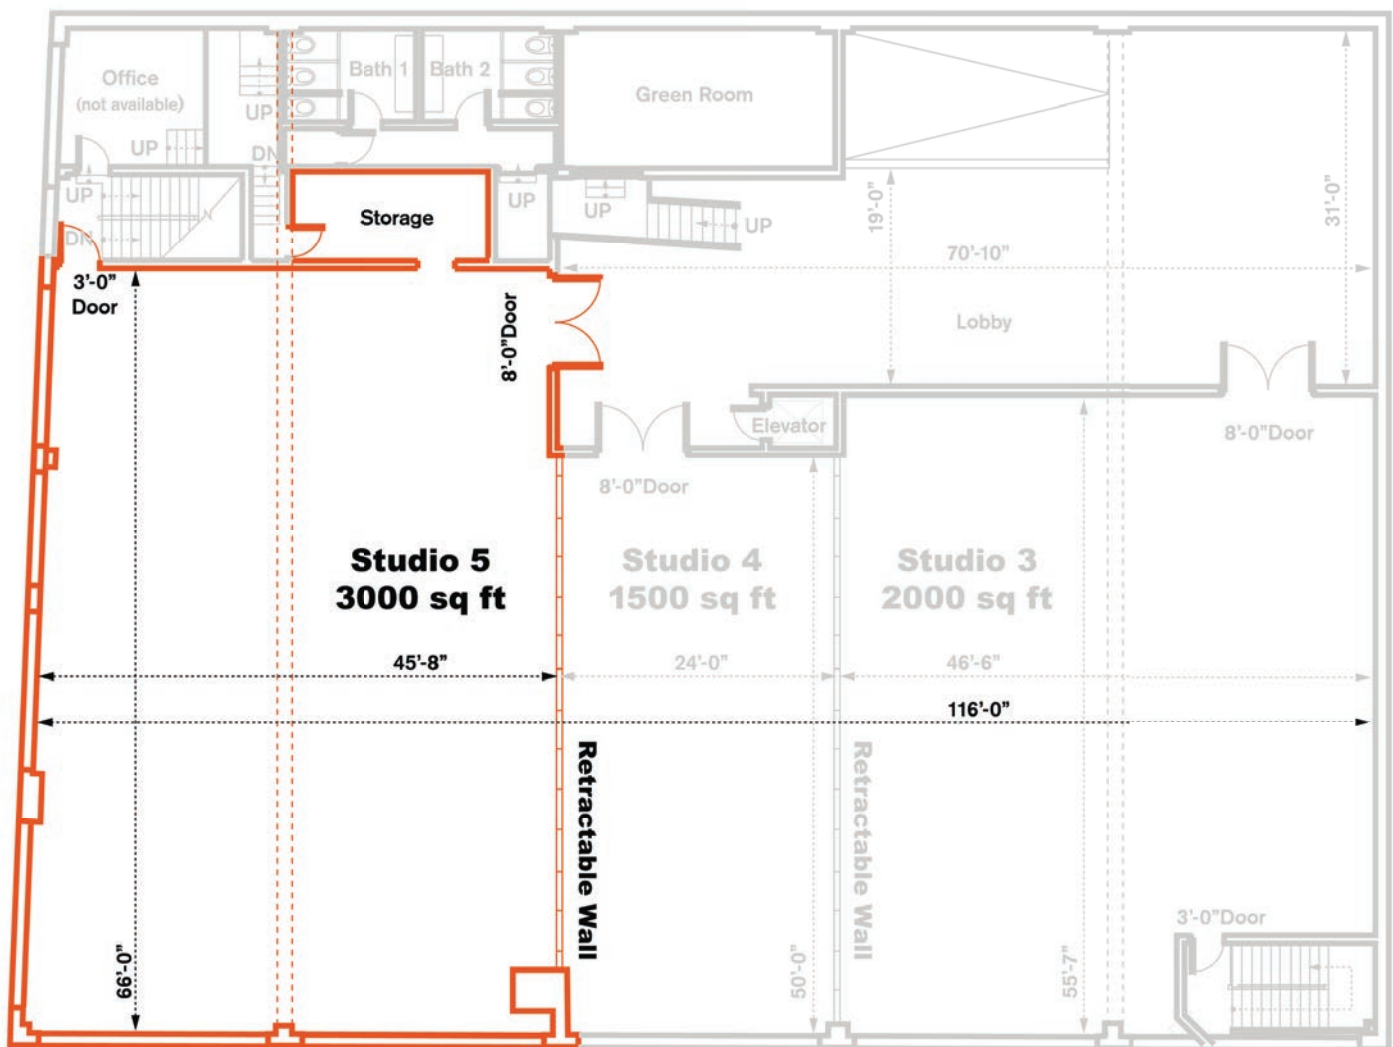 Office
(not available)
UP
UP
DN
Bath 1
Bath 2
Green Room
UP
DN
Storage
UP
UP
UP
19'-0"
31'-0"
70'-10"
3'-0"
Door
8'-0"Door
Lobby
Elevator
8'-0"Door
8'-0"Door
Studio 5
3000 sq ft
Studio 4
1500 sq ft
Studio 3
2000 sq ft
45'-8"
24'-0"
46'-6"
116'-0"
Retractable Wall
Retractable Wall
66'-0"
50'-0"
55'-7"
3'-0"Door